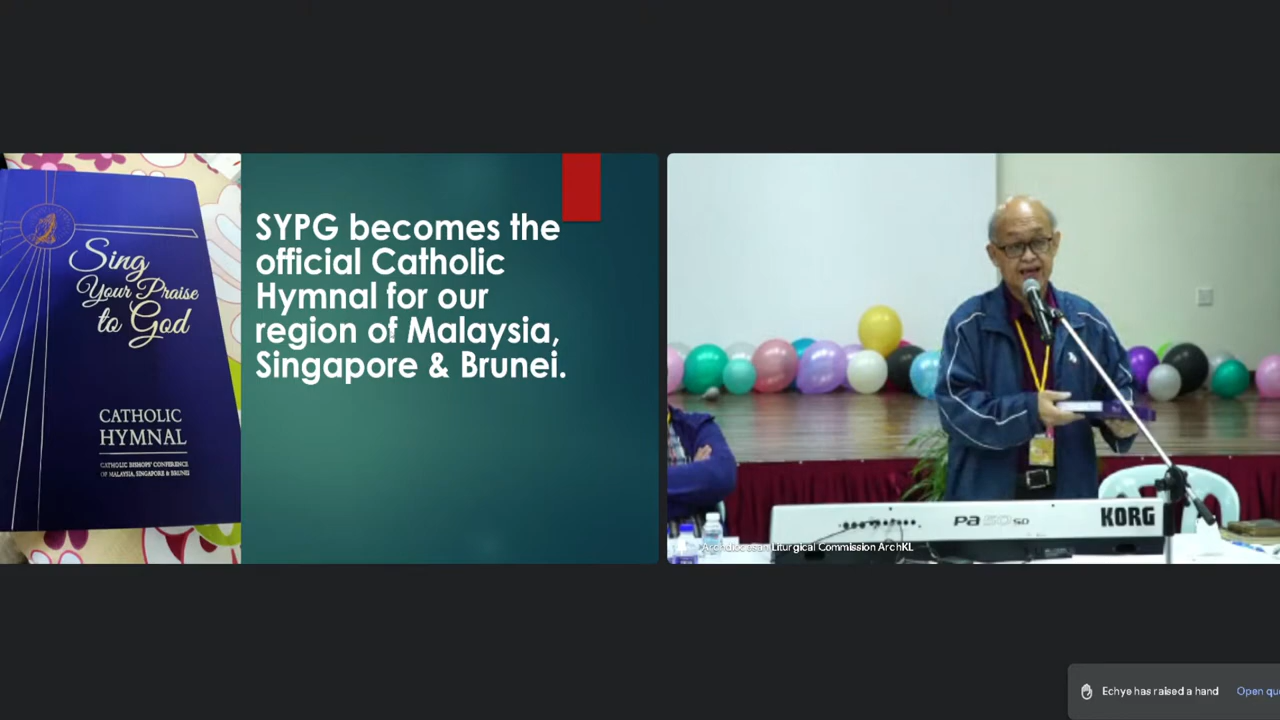 Sing
Your Praise
to God
CATHOLIC
HYMNAL
CATHOLIC BISHOPS' CONFERENCE
OF MALAYSIA, SINGAPORE & BRUNEI
SYPG becomes the
official Catholic
Hymnal for our
region of Malaysia,
Singapore & Brunei.
Pa 50 SD
KORG
Archdiocesan Liturgical Commission ArchKL
Echye has raised a hand
Open